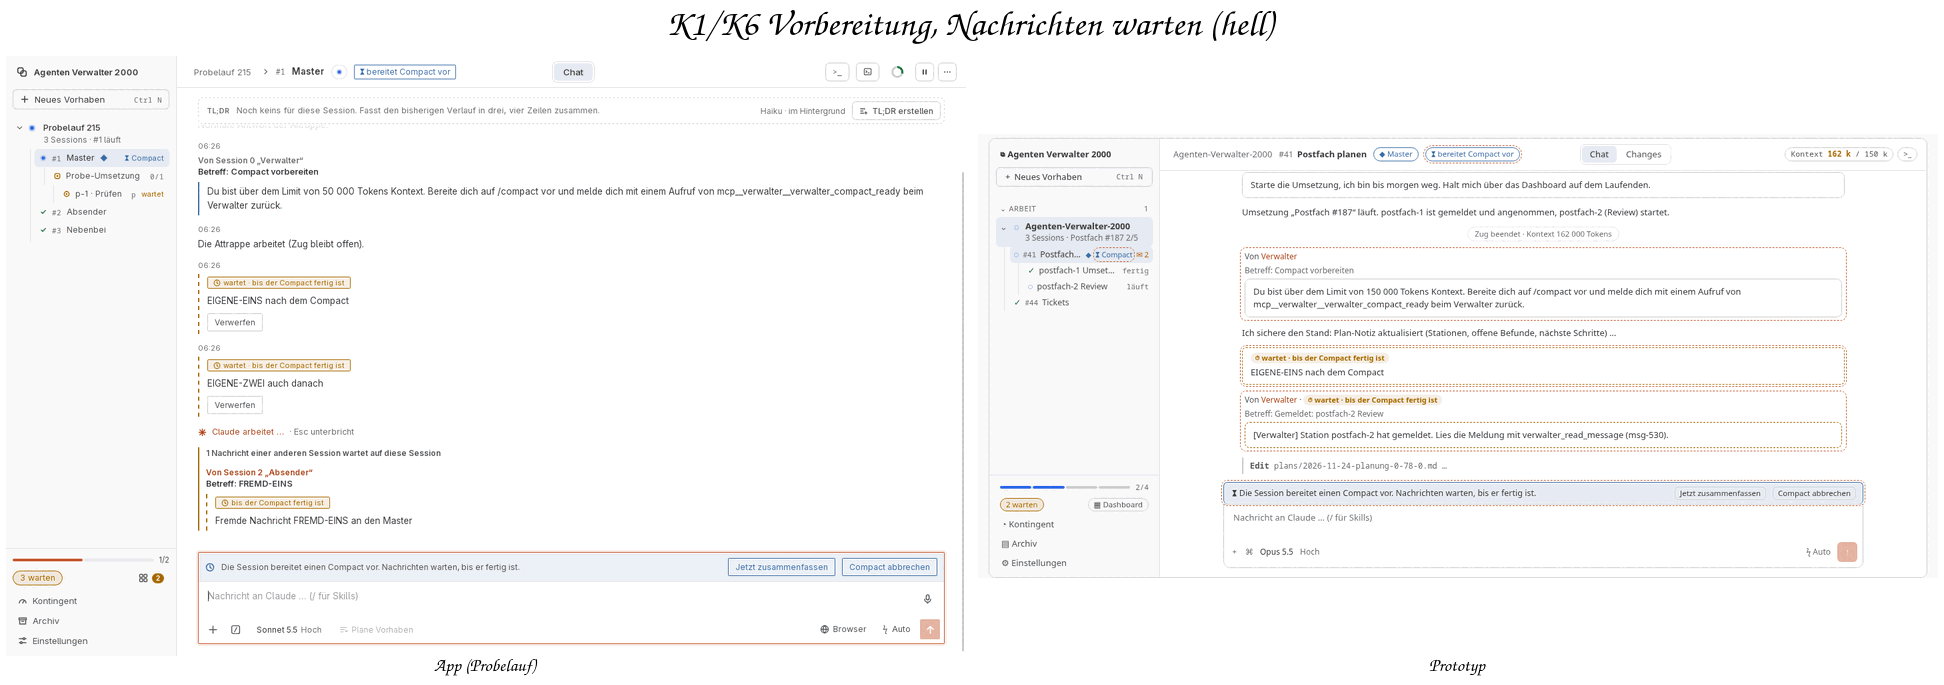 K1/K6 Vorbereitung, Nachrichten warten (hell)
Agenten Verwalter 2000
+ Neues Vorhaben Ctrl N
Probelauf 215
3 Sessions · #1 läuft
#1 Master Compact
Probe-Umsetzung 0/1
p-1 · Prüfen p wartet
#2 Absender
#3 Nebenbei
1/2
3 warten 2
Kontingent
Archiv
Einstellungen
Probelauf 215 > #1 Master bereitet Compact vor Chat >_ ...
TL;DR Noch keins für diese Session. Fasst den bisherigen Verlauf in drei, vier Zeilen zusammen. Haiku · im Hintergrund TL;DR erstellen
06:26
Von Session 0 „Verwalter“
Betreff: Compact vorbereiten
Du bist über dem Limit von 50 000 Tokens Kontext. Bereite dich auf /compact vor und melde dich mit einem Aufruf von mcp__verwalter__verwalter_compact_ready beim
Verwalter zurück.
06:26
Die Attrappe arbeitet (Zug bleibt offen).
06:26
wartet · bis der Compact fertig ist
EIGENE-EINS nach dem Compact
Verwerfen
06:26
wartet · bis der Compact fertig ist
EIGENE-ZWEI auch danach
Verwerfen
Claude arbeitet ... · Esc unterbricht
1 Nachricht einer anderen Session wartet auf diese Session
Von Session 2 „Absender“
Betreff: FREMD-EINS
bis der Compact fertig ist
Fremde Nachricht FREMD-EINS an den Master
Die Session bereitet einen Compact vor. Nachrichten warten, bis er fertig ist. Jetzt zusammenfassen Compact abbrechen
Nachricht an Claude ... (/ für Skills)
+ Sonnet 5.5 Hoch Plane Vorhaben Browser Auto
App (Probelauf)
Agenten Verwalter 2000
+ Neues Vorhaben Ctrl N
ARBEIT 1
Agenten-Verwalter-2000
3 Sessions · Postfach #187 2/5
#41 Postfach... Compact 2
postfach-1 Umset... fertig
postfach-2 Review läuft
#44 Tickets
2/4
2 warten Dashboard
Kontingent
Archiv
Einstellungen
Agenten-Verwalter-2000 #41 Postfach planen Master bereitet Compact vor Chat Changes Kontext 162 k / 150 k >_
Starte die Umsetzung, ich bin bis morgen weg. Halt mich über das Dashboard auf dem Laufenden.
Umsetzung „Postfach #187“ läuft. postfach-1 ist gemeldet und angenommen, postfach-2 (Review) startet.
Zug beendet · Kontext 162 000 Tokens
Von Verwalter
Betreff: Compact vorbereiten
Du bist über dem Limit von 150 000 Tokens Kontext. Bereite dich auf /compact vor und melde dich mit einem Aufruf von
mcp__verwalter__verwalter_compact_ready beim Verwalter zurück.
Ich sichere den Stand: Plan-Notiz aktualisiert (Stationen, offene Befunde, nächste Schritte) ...
wartet · bis der Compact fertig ist
EIGENE-EINS nach dem Compact
Von Verwalter · wartet · bis der Compact fertig ist
Betreff: Gemeldet: postfach-2 Review
[Verwalter] Station postfach-2 hat gemeldet. Lies die Meldung mit verwalter_read_message (msg-530).
Edit plans/2026-11-24-planung-0-78-0.md ...
Die Session bereitet einen Compact vor. Nachrichten warten, bis er fertig ist. Jetzt zusammenfassen Compact abbrechen
Nachricht an Claude ... (/ für Skills)
+ ⌘ Opus 5.5 Hoch Auto
Prototyp